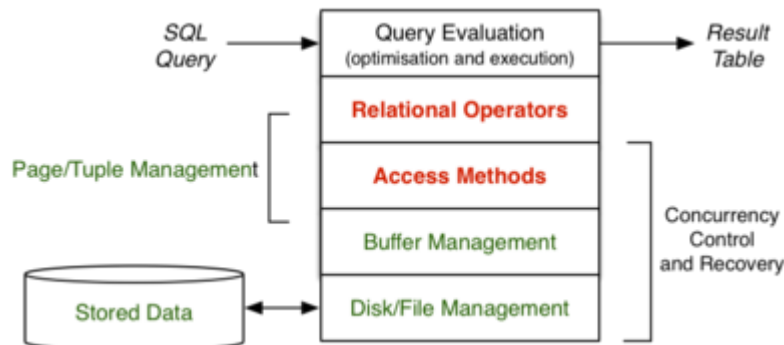 SQL
Query
Query Evaluation
(optimisation and execution)
Result
Table
Relational Operators
Page/Tuple Management
Access Methods
Buffer Management
Concurrency
Control
and Recovery
Stored Data
Disk/File Management